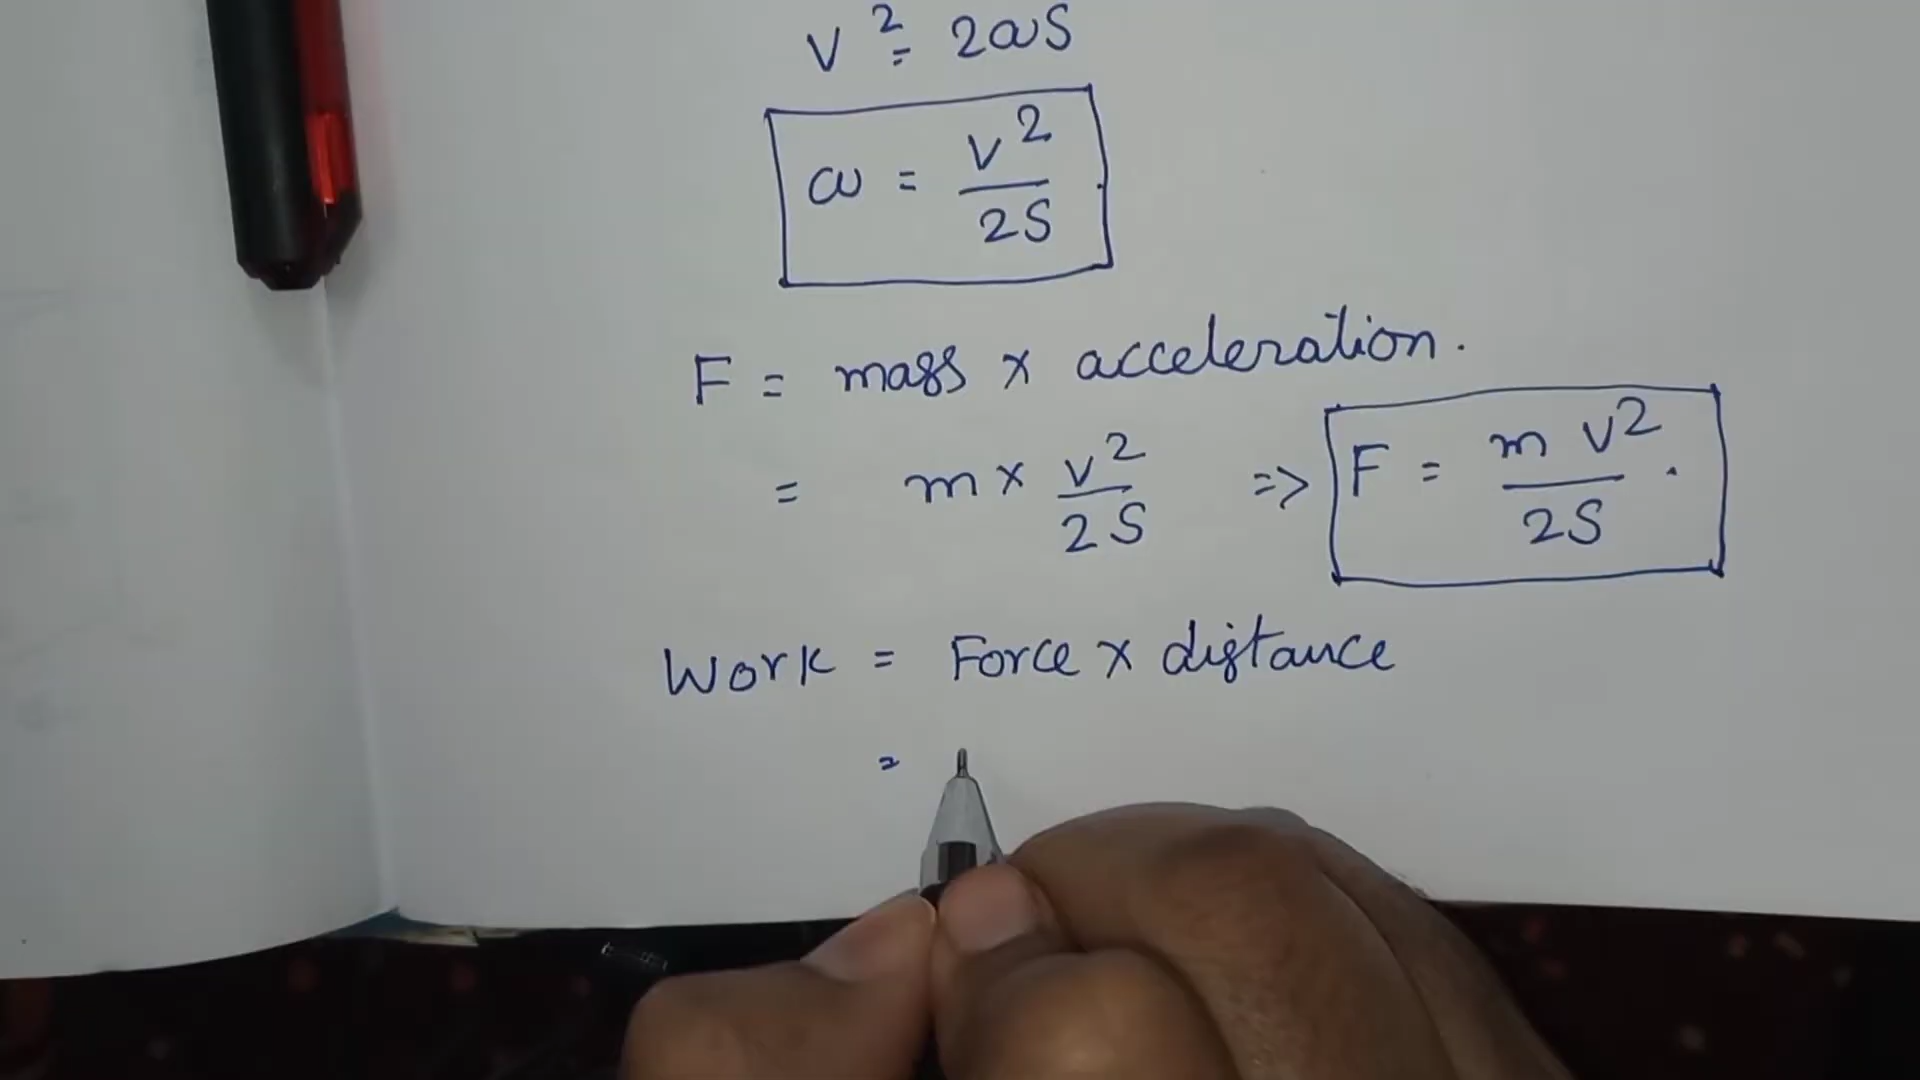 V² = 2aS
a = V²/2S
F = mass × acceleration.
= m × V²/2S => F = m V²/2S .
Work = Force × distance
=